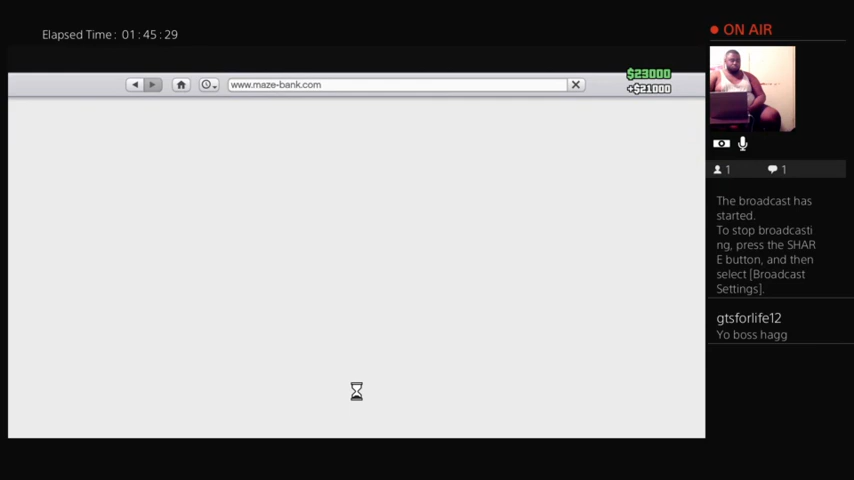 Elapsed Time : 01:45:29
ON AIR
www.maze-bank.com
$23000
+$21000
1
1
The broadcast has
started.
To stop broadcasti
ng, press the SHAR
E button, and then
select [Broadcast
Settings].
gtsforlife12
Yo boss hagg